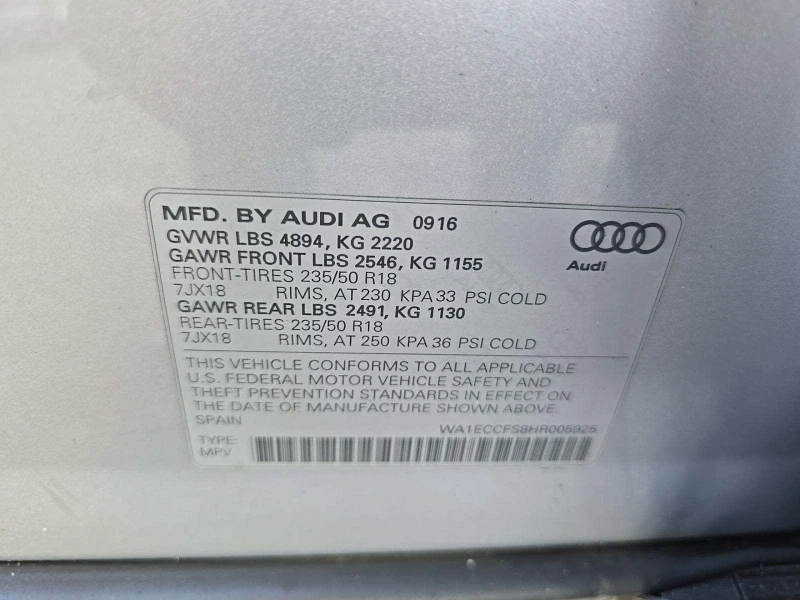 MFD. BY AUDI AG 0916
GVWR LBS 4894, KG 2220
GAWR FRONT LBS 2546, KG 1155
FRONT-TIRES 235/50 R18
7JX18 RIMS, AT 230 KPA 33 PSI COLD
GAWR REAR LBS 2491, KG 1130
REAR-TIRES 235/50 R18
7JX18 RIMS, AT 250 KPA 36 PSI COLD
Audi
THIS VEHICLE CONFORMS TO ALL APPLICABLE
U.S. FEDERAL MOTOR VEHICLE SAFETY AND
THEFT PREVENTION STANDARDS IN EFFECT ON
THE DATE OF MANUFACTURE SHOWN ABOVE.
SPAIN
WA1ECCFS8HR005925
TYPE:
MPV